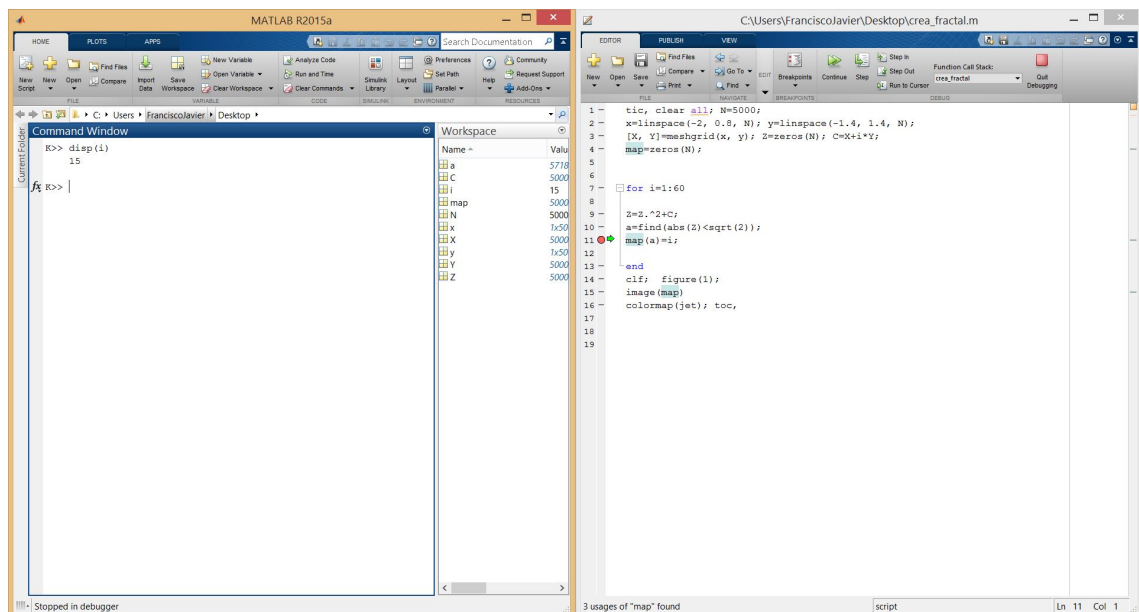 MATLAB R2015a
HOME PLOTS APPS
Search Documentation
New Script
New
Open
Find Files
Compare
Import Data
Save Workspace
New Variable
Open Variable
Clear Workspace
Analyze Code
Run and Time
Clear Commands
Simulink Library
Layout
Preferences
Set Path
Parallel
Help
Community
Request Support
Add-Ons
FILE VARIABLE CODE SIMULINK ENVIRONMENT RESOURCES
C: Users FranciscoJavier Desktop
Current Folder
Command Window
K>> disp(i)
15
fx K>>
Workspace
Name Valu
a 5718
C 5000
i 15
map 5000
N 5000
x 1x50
X 5000
y 1x50
Y 5000
Z 5000
Stopped in debugger
C:\Users\FranciscoJavier\Desktop\crea_fractal.m
EDITOR PUBLISH VIEW
New
Open
Save
Find Files
Compare
Print
Go To
Find
EDIT
Breakpoints
Continue
Step
Step In
Step Out
Run to Cursor
Function Call Stack:
crea_fractal
Quit Debugging
FILE NAVIGATE BREAKPOINTS DEBUG
1 - tic, clear all; N=5000;
2 - x=linspace(-2, 0.8, N); y=linspace(-1.4, 1.4, N);
3 - [X, Y]=meshgrid(x, y); Z=zeros(N); C=X+i*Y;
4 - map=zeros(N);
5
6
7 - for i=1:60
8
9 - Z=Z.^2+C;
10 - a=find(abs(Z)<sqrt(2));
11 map(a)=i;
12
13 - end
14 - clf; figure(1);
15 - image(map)
16 - colormap(jet); toc,
17
18
19
3 usages of "map" found
script
Ln 11 Col 1